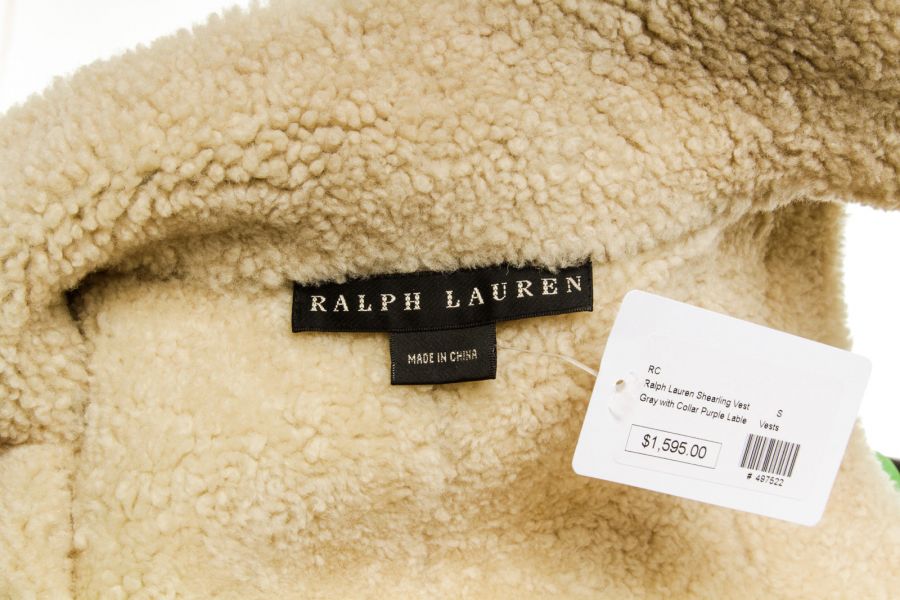 RALPH LAUREN
MADE IN CHINA
RC
Ralph Lauren Shearling Vest S
Gray with Collar Purple Lable Vests
$1,595.00
# 497522